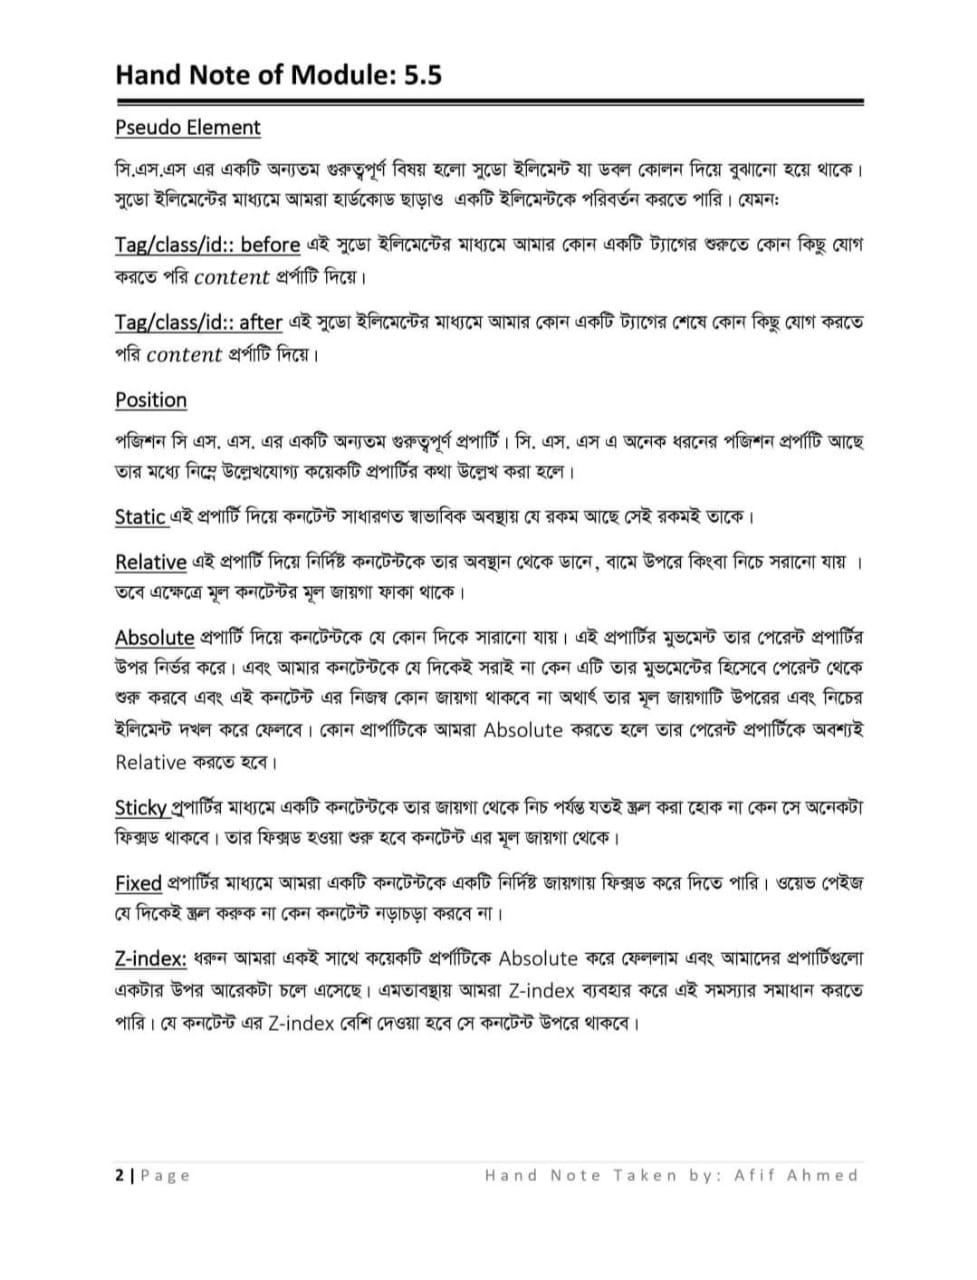 Hand Note of Module: 5.5
Pseudo Element
সি.এস.এস এর একটি অন্যতম গুরুত্বপূর্ণ বিষয় হলো সুডো ইলিমেন্ট যা ডবল কোলন দিয়ে বুঝানো হয়ে থাকে।
সুডো ইলিমেন্টের মাধ্যমে আমরা হার্ডকোড ছাড়াও একটি ইলিমেন্টকে পরিবর্তন করতে পারি। যেমনঃ
Tag/class/id:: before এই সুডো ইলিমেন্টের মাধ্যমে আমার কোন একটি ট্যাগের শুরুতে কোন কিছু যোগ
করতে পরি content প্রর্পাটি দিয়ে।
Tag/class/id:: after এই সুডো ইলিমেন্টের মাধ্যমে আমার কোন একটি ট্যাগের শেষে কোন কিছু যোগ করতে
পরি content প্রর্পাটি দিয়ে।
Position
পজিশন সি এস. এস. এর একটি অন্যতম গুরুত্বপূর্ণ প্রপার্টি। সি. এস. এস এ অনেক ধরনের পজিশন প্রর্পাটি আছে
তার মধ্যে নিম্নে উল্লেখযোগ্য কয়েকটি প্রপার্টির কথা উল্লেখ করা হলে।
Static এই প্রপার্টি দিয়ে কনটেন্ট সাধারণত স্বাভাবিক অবস্থায় যে রকম আছে সেই রকমই তাকে।
Relative এই প্রপার্টি দিয়ে নির্দিষ্ট কনটেন্টকে তার অবস্থান থেকে ডানে, বামে উপরে কিংবা নিচে সরানো যায় ।
তবে এক্ষেত্রে মূল কনটেন্টর মূল জায়গা ফাকা থাকে।
Absolute প্রপার্টি দিয়ে কনটেন্টকে যে কোন দিকে সারানো যায়। এই প্রপার্টির মুভমেন্ট তার পেরেন্ট প্রপার্টির
উপর নির্ভর করে। এবং আমার কনটেন্টকে যে দিকেই সরাই না কেন এটি তার মুভমেন্টের হিসেবে পেরেন্ট থেকে
শুরু করবে এবং এই কনটেন্ট এর নিজস্ব কোন জায়গা থাকবে না অথার্ৎ তার মূল জায়গাটি উপরের এবং নিচের
ইলিমেন্ট দখল করে ফেলবে। কোন প্রার্পাটিকে আমরা Absolute করতে হলে তার পেরেন্ট প্রপার্টিকে অবশ্যই
Relative করতে হবে।
Sticky প্রপার্টির মাধ্যমে একটি কনটেন্টকে তার জায়গা থেকে নিচ পর্যন্ত যতই স্ক্রল করা হোক না কেন সে অনেকটা
ফিক্সড থাকবে। তার ফিক্সড হওয়া শুরু হবে কনটেন্ট এর মূল জায়গা থেকে।
Fixed প্রপার্টির মাধ্যমে আমরা একটি কনটেন্টকে একটি নির্দিষ্ট জায়গায় ফিক্সড করে দিতে পারি। ওয়েভ পেইজ
যে দিকেই স্ক্রল করুক না কেন কনটেন্ট নড়াচড়া করবে না।
Z-index: ধরুন আমরা একই সাথে কয়েকটি প্রর্পাটিকে Absolute করে ফেললাম এবং আমাদের প্রপার্টিগুলো
একটার উপর আরেকটা চলে এসেছে। এমতাবস্থায় আমরা Z-index ব্যবহার করে এই সমস্যার সমাধান করতে
পারি। যে কনটেন্ট এর Z-index বেশি দেওয়া হবে সে কনটেন্ট উপরে থাকবে।
2 | Page Hand Note Taken by: Afif Ahmed